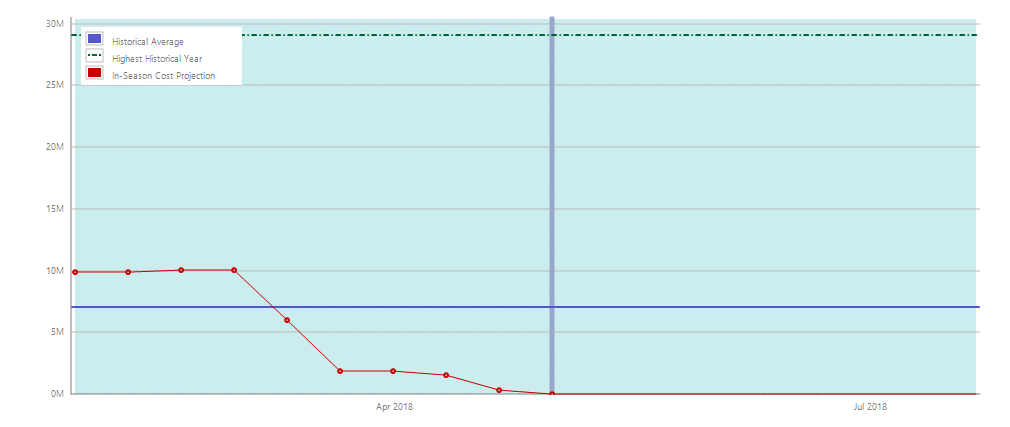 30M
Historical Average
Highest Historical Year
In-Season Cost Projection
25M
20M
15M
10M
5M
0M
Apr 2018 Jul 2018